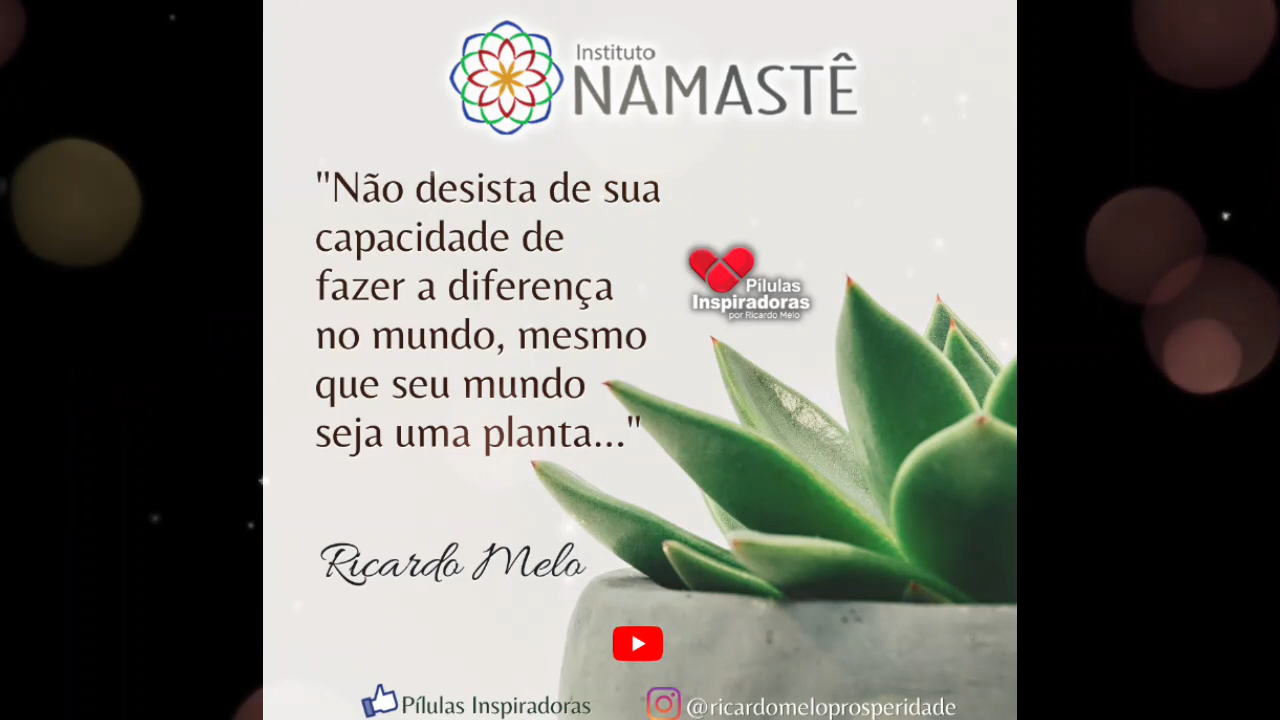 Instituto
NAMASTÊ
"Não desista de sua
capacidade de
fazer a diferença
no mundo, mesmo
que seu mundo
seja uma planta..."
Pílulas
Inspiradoras
por Ricardo Melo
Ricardo Melo
Pílulas Inspiradoras
@ricardomeloprosperidade